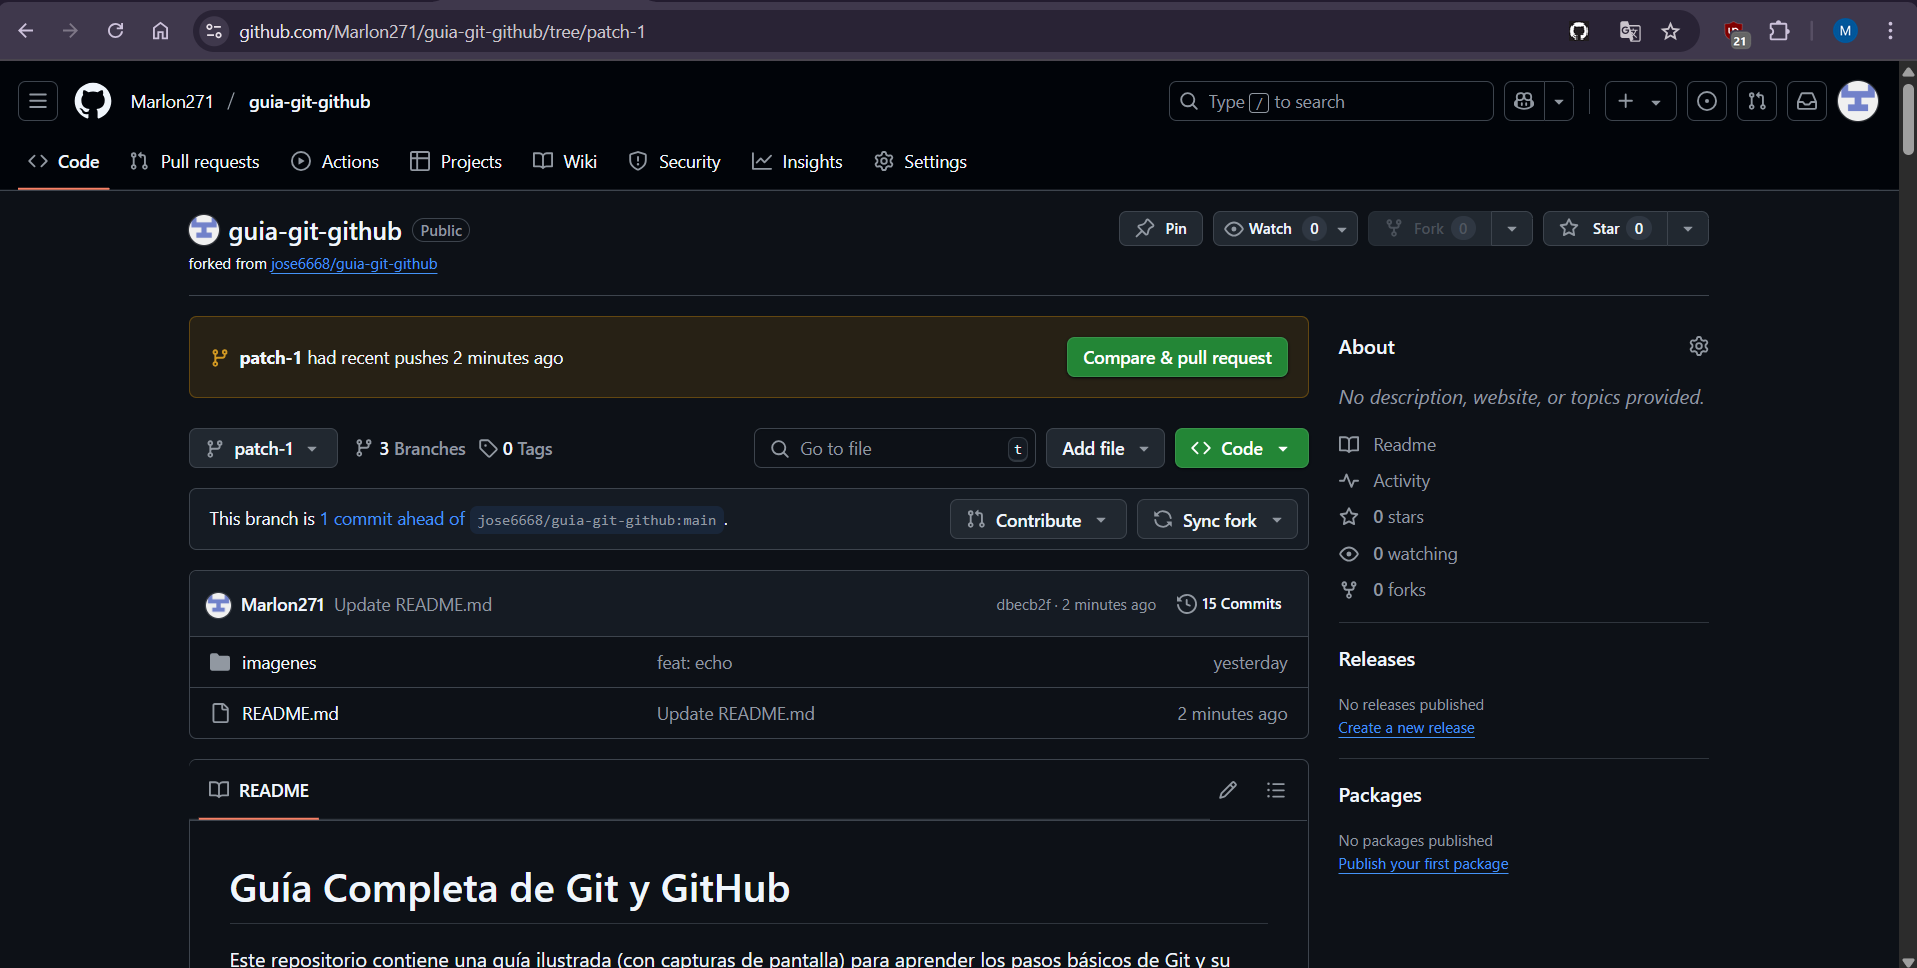 github.com/Marlon271/guia-git-github/tree/patch-1
21
M
Marlon271 / guia-git-github
Type / to search
Code
Pull requests
Actions
Projects
Wiki
Security
Insights
Settings
guia-git-github Public
Pin
Watch 0
Fork 0
Star 0
forked from jose6668/guia-git-github
patch-1 had recent pushes 2 minutes ago
Compare & pull request
patch-1
3 Branches
0 Tags
Go to file t
Add file
Code
This branch is 1 commit ahead of jose6668/guia-git-github:main .
Contribute
Sync fork
Marlon271 Update README.md dbecb2f · 2 minutes ago 15 Commits
imagenes feat: echo yesterday
README.md Update README.md 2 minutes ago
README
Guía Completa de Git y GitHub
Este repositorio contiene una guía ilustrada (con capturas de pantalla) para aprender los pasos básicos de Git y su
About
No description, website, or topics provided.
Readme
Activity
0 stars
0 watching
0 forks
Releases
No releases published
Create a new release
Packages
No packages published
Publish your first package